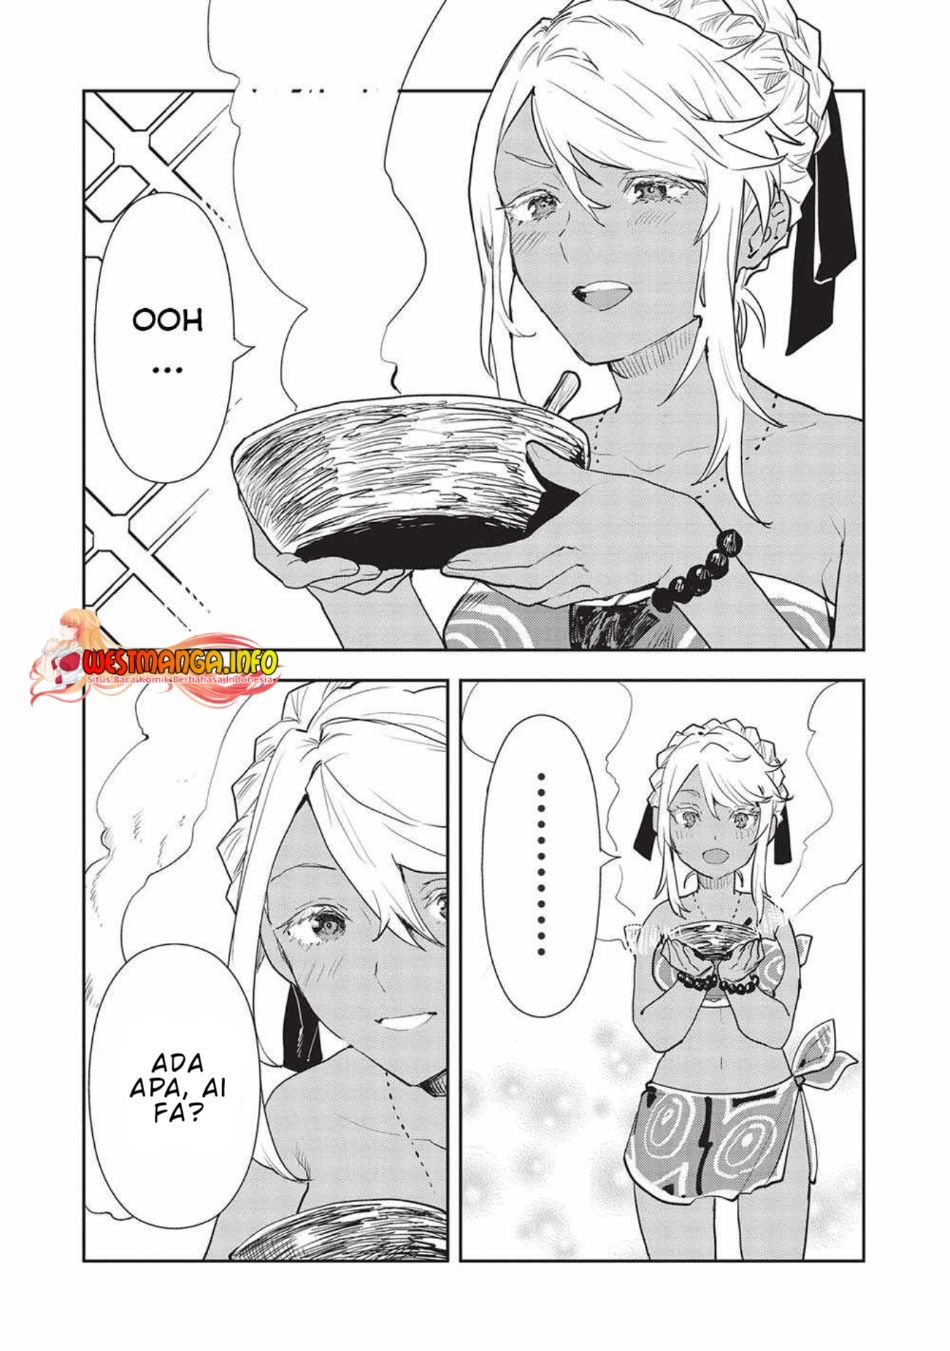 OOH
...
WESTMANGA.INFO
Situs Baca Komik Berbahasa Indonesia
............
ADA
APA, AI
FA?